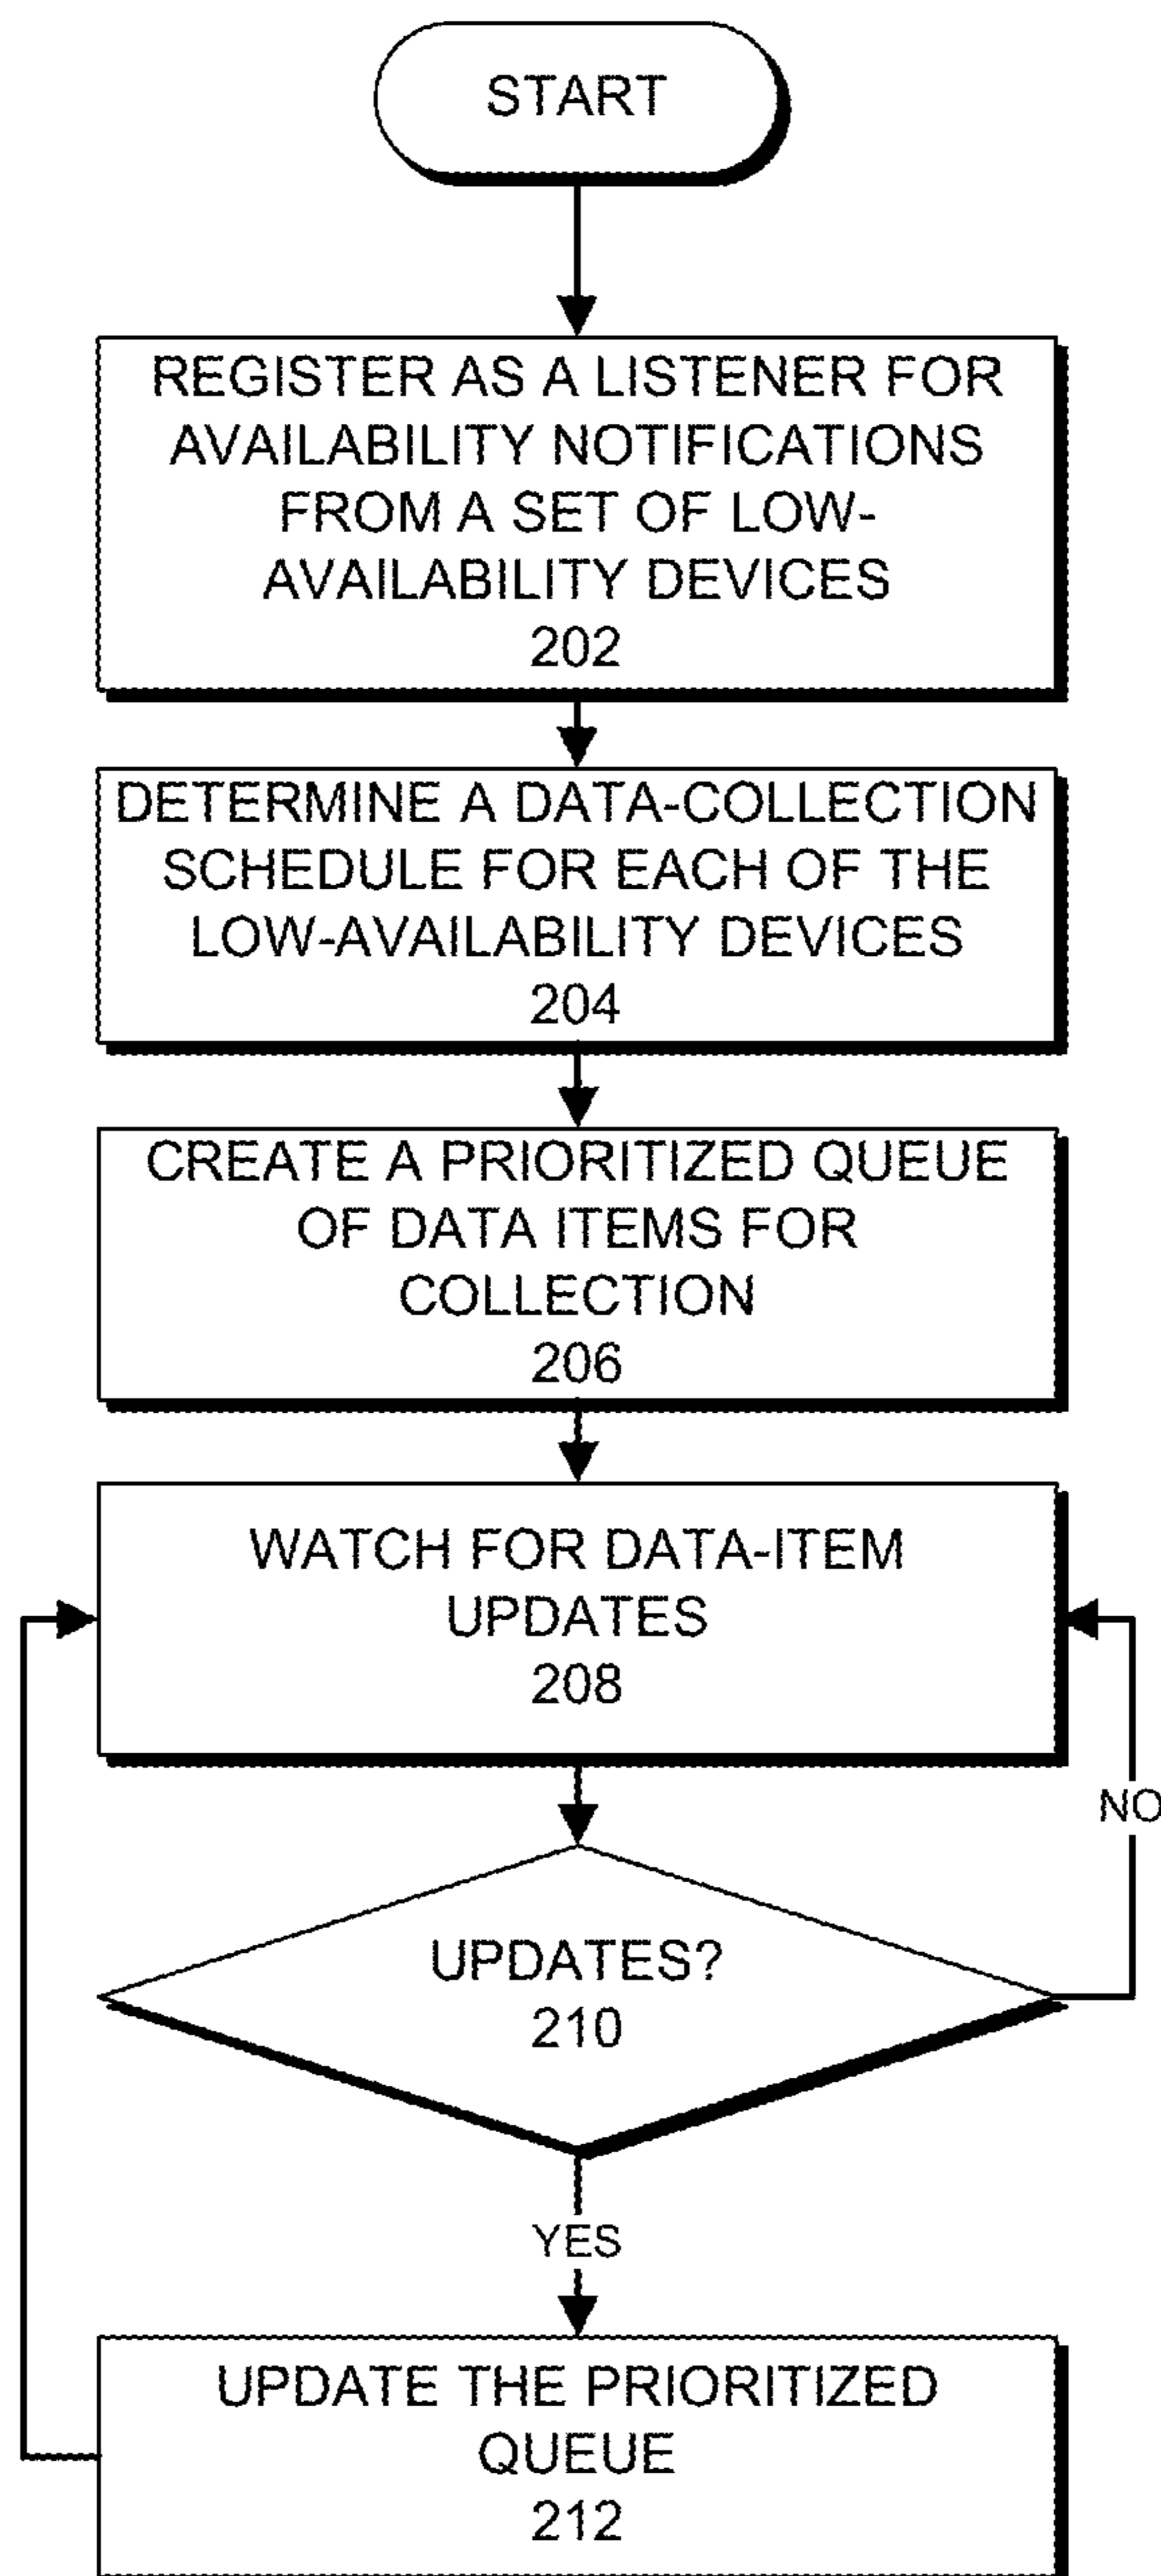 START
REGISTER AS A LISTENER FOR
AVAILABILITY NOTIFICATIONS
FROM A SET OF LOW-
AVAILABILITY DEVICES
202
DETERMINE A DATA-COLLECTION
SCHEDULE FOR EACH OF THE
LOW-AVAILABILITY DEVICES
204
CREATE A PRIORITIZED QUEUE
OF DATA ITEMS FOR
COLLECTION
206
WATCH FOR DATA-ITEM
UPDATES
208
NO
UPDATES?
210
YES
UPDATE THE PRIORITIZED
QUEUE
212